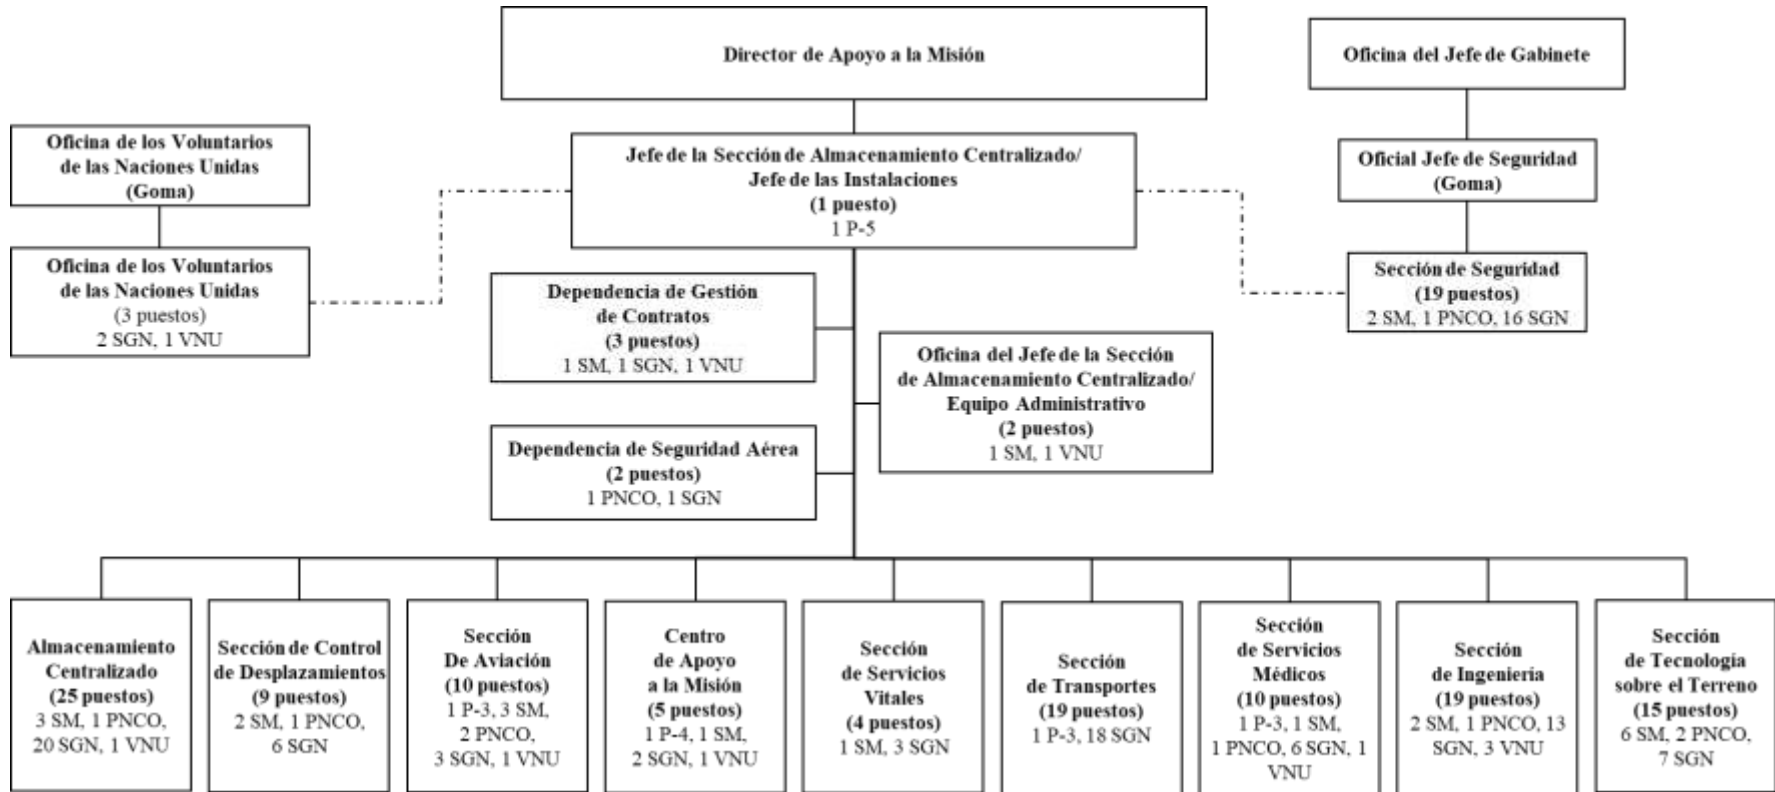 Director de Apoyo a la Misión
Oficina del Jefe de Gabinete
Oficina de los Voluntarios
de las Naciones Unidas
(Goma)
Jefe de la Sección de Almacenamiento Centralizado/
Jefe de las Instalaciones
(1 puesto)
1 P-5
Oficial Jefe de Seguridad
(Goma)
Oficina de los Voluntarios
de las Naciones Unidas
(3 puestos)
2 SGN, 1 VNU
Sección de Seguridad
(19 puestos)
2 SM, 1 PNCO, 16 SGN
Dependencia de Gestión
de Contratos
(3 puestos)
1 SM, 1 SGN, 1 VNU
Oficina del Jefe de la Sección
de Almacenamiento Centralizado/
Equipo Administrativo
(2 puestos)
1 SM, 1 VNU
Dependencia de Seguridad Aérea
(2 puestos)
1 PNCO, 1 SGN
Almacenamiento
Centralizado
(25 puestos)
3 SM, 1 PNCO,
20 SGN, 1 VNU
Sección de Control
de Desplazamientos
(9 puestos)
2 SM, 1 PNCO,
6 SGN
Sección
De Aviación
(10 puestos)
1 P-3, 3 SM,
2 PNCO,
3 SGN, 1 VNU
Centro
de Apoyo
a la Misión
(5 puestos)
1 P-4, 1 SM,
2 SGN, 1 VNU
Sección
de Servicios
Vitales
(4 puestos)
1 SM, 3 SGN
Sección
de Transportes
(19 puestos)
1 P-3, 18 SGN
Sección
de Servicios
Médicos
(10 puestos)
1 P-3, 1 SM,
1 PNCO, 6 SGN, 1
VNU
Sección
de Ingeniería
(19 puestos)
2 SM, 1 PNCO, 13
SGN, 3 VNU
Sección
de Tecnología
sobre el Terreno
(15 puestos)
6 SM, 2 PNCO,
7 SGN